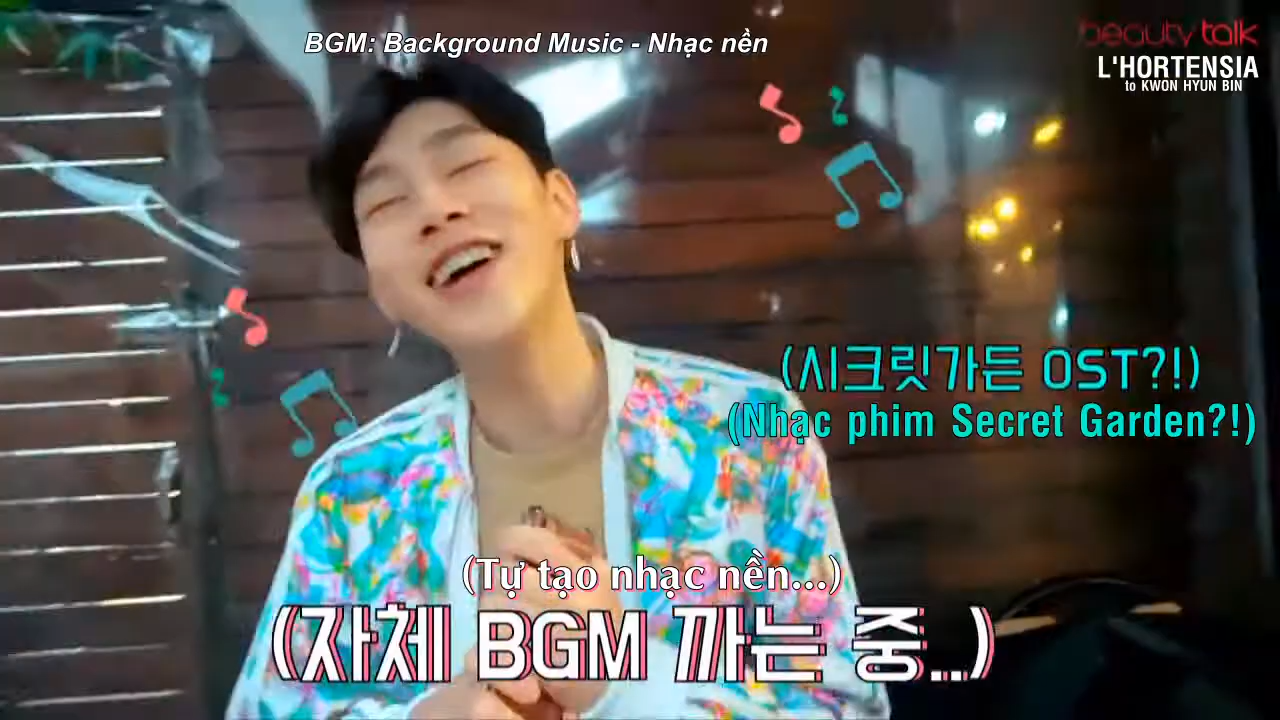 BGM: Background Music - Nhạc nền
beauty talk
L'HORTENSIA
to KWON HYUN BIN
(시크릿가든 OST?!)
(Nhạc phim Secret Garden?!)
(Tự tạo nhạc nền...)
(자체 BGM 까는 중...)